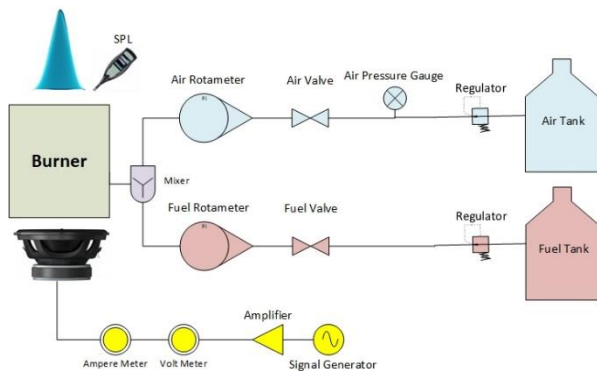 SPL
Air Rotameter
Air Valve
Air Pressure Gauge
Regulator
Burner
Mixer
Air Tank
Fuel Rotameter
Fuel Valve
Regulator
Fuel Tank
Amplifier
Ampere Meter
Volt Meter
Signal Generator